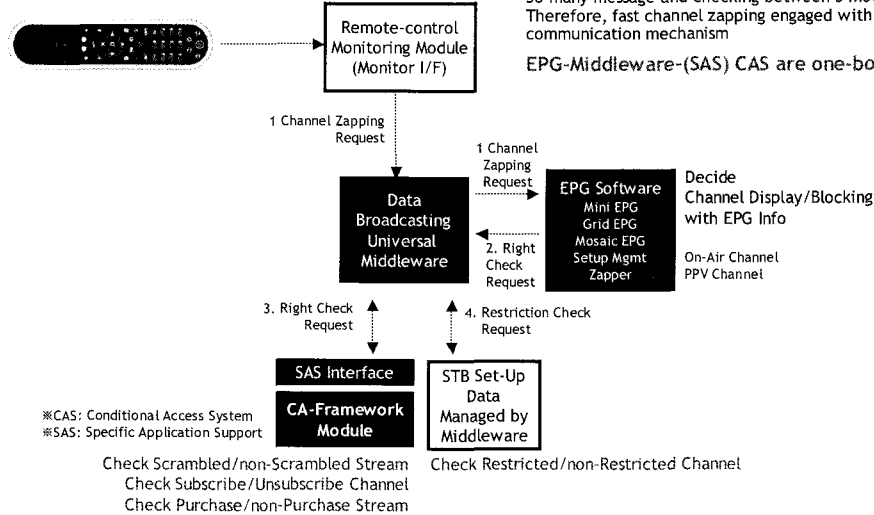 so many message and checking between 3 mo
Therefore, fast channel zapping engaged with
communication mechanism
EPG-Middleware-(SAS) CAS are one-bo
Remote-control
Monitoring Module
(Monitor I/F)
1 Channel Zapping
Request
1 Channel
Zapping
Request
Data
Broadcasting
Universal
Middleware
EPG Software
Mini EPG
Grid EPG
Mosaic EPG
Setup Mgmt
Zapper
Decide
Channel Display/Blocking
with EPG Info
On-Air Channel
PPV Channel
2. Right
Check
Request
3. Right Check
Request
4. Restriction Check
Request
SAS Interface
CA-Framework
Module
STB Set-Up
Data
Managed by
Middleware
※CAS: Conditional Access System
※SAS: Specific Application Support
Check Scrambled/non-Scrambled Stream
Check Subscribe/Unsubscribe Channel
Check Purchase/non-Purchase Stream
Check Restricted/non-Restricted Channel